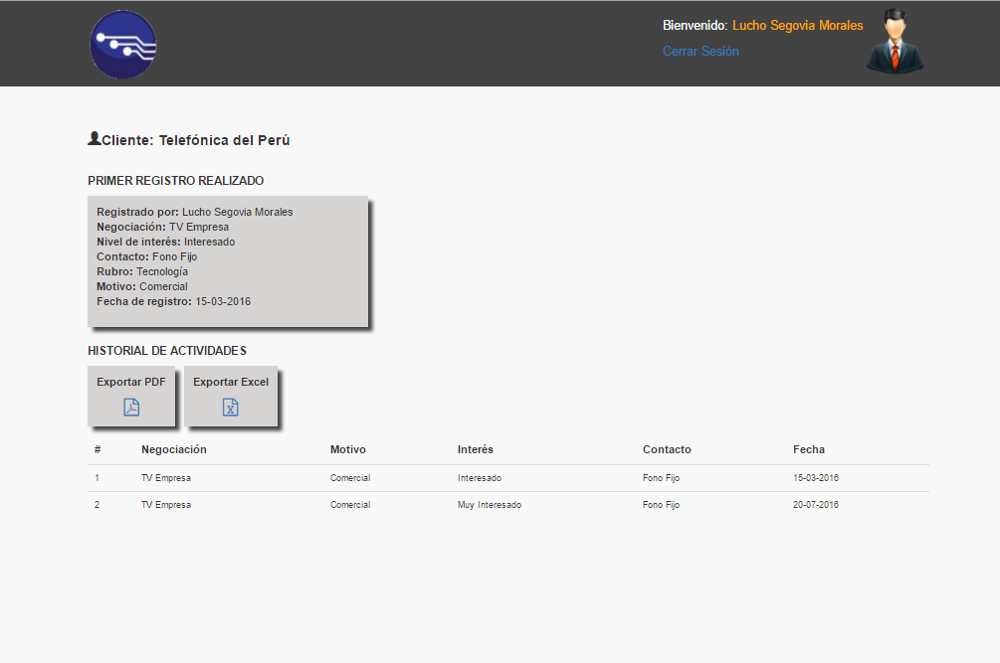 Bienvenido: Lucho Segovia Morales
Cerrar Sesión
Cliente: Telefónica del Perú
PRIMER REGISTRO REALIZADO
Registrado por: Lucho Segovia Morales
Negociación: TV Empresa
Nivel de interés: Interesado
Contacto: Fono Fijo
Rubro: Tecnología
Motivo: Comercial
Fecha de registro: 15-03-2016
HISTORIAL DE ACTIVIDADES
Exportar PDF Exportar Excel
# Negociación Motivo Interés Contacto Fecha
1 TV Empresa Comercial Interesado Fono Fijo 15-03-2016
2 TV Empresa Comercial Muy Interesado Fono Fijo 20-07-2016